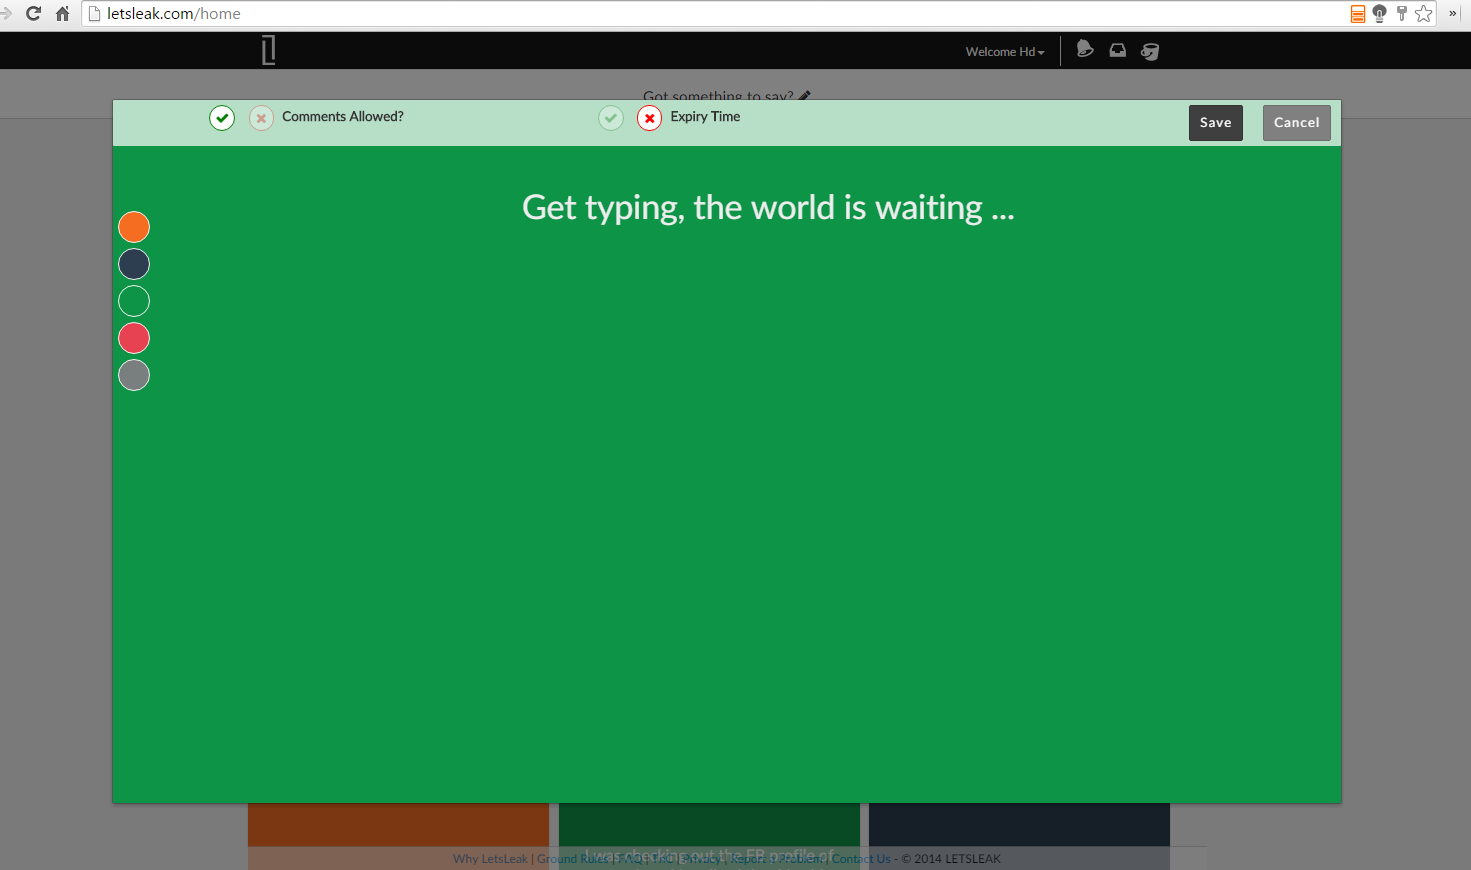 letsleak.com/home
»
Welcome Hd
Got something to say?
Comments Allowed?
Expiry Time
Save
Cancel
Get typing, the world is waiting ...
I was checking out the FB profile of
Why LetsLeak | Ground Rules | FAQ | T&C | Privacy | Report a Problem | Contact Us - © 2014 LETSLEAK